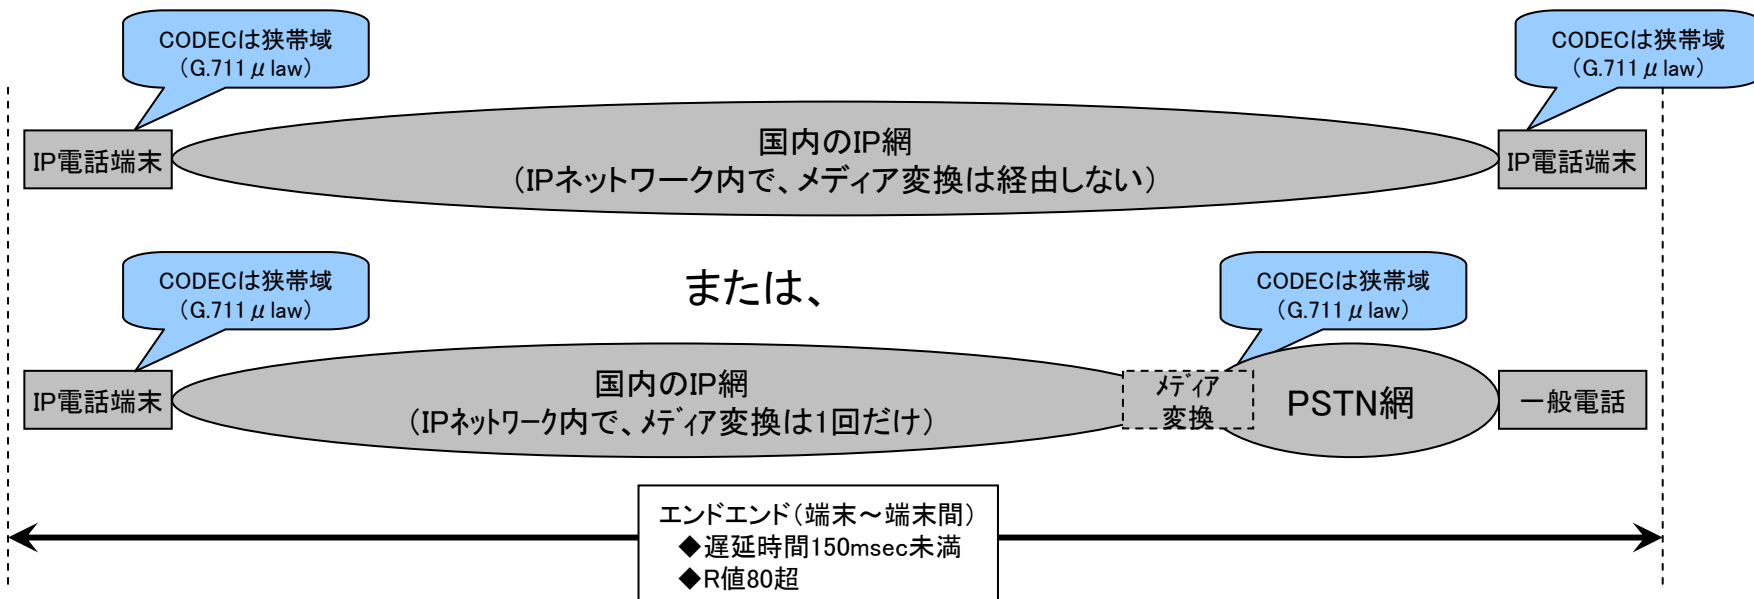 CODECは狭帯域
(G.711μlaw)
CODECは狭帯域
(G.711μlaw)
IP電話端末
国内のIP網
(IPネットワーク内で、メディア変換は経由しない)
IP電話端末
または、
CODECは狭帯域
(G.711μlaw)
CODECは狭帯域
(G.711μlaw)
IP電話端末
国内のIP網
(IPネットワーク内で、メディア変換は1回だけ)
メディア
変換
PSTN網
一般電話
エンドエンド(端末～端末間)
◆遅延時間150msec未満
◆R値80超